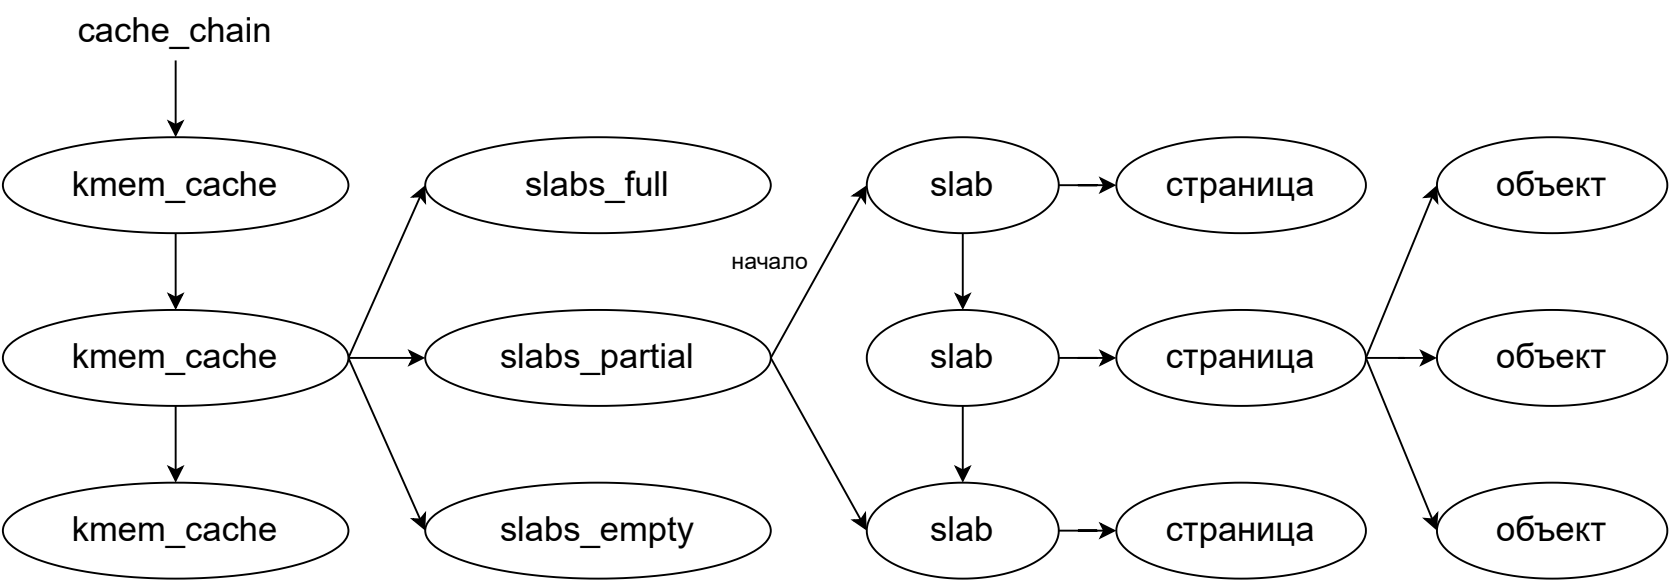 cache_chain
kmem_cache
slabs_full
slab
страница
объект
начало
kmem_cache
slabs_partial
slab
страница
объект
kmem_cache
slabs_empty
slab
страница
объект